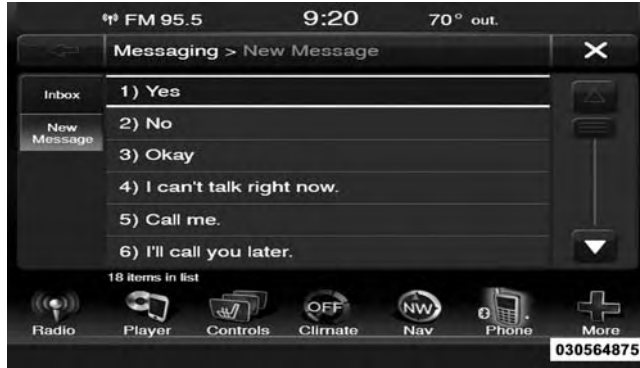 FM 95.5 9:20 70° out.
Messaging > New Message X
Inbox
New
Message
1) Yes
2) No
3) Okay
4) I can't talk right now.
5) Call me.
6) I'll call you later.
18 items in list
OFF NW
Radio Player Controls Climate Nav Phone More
030564875